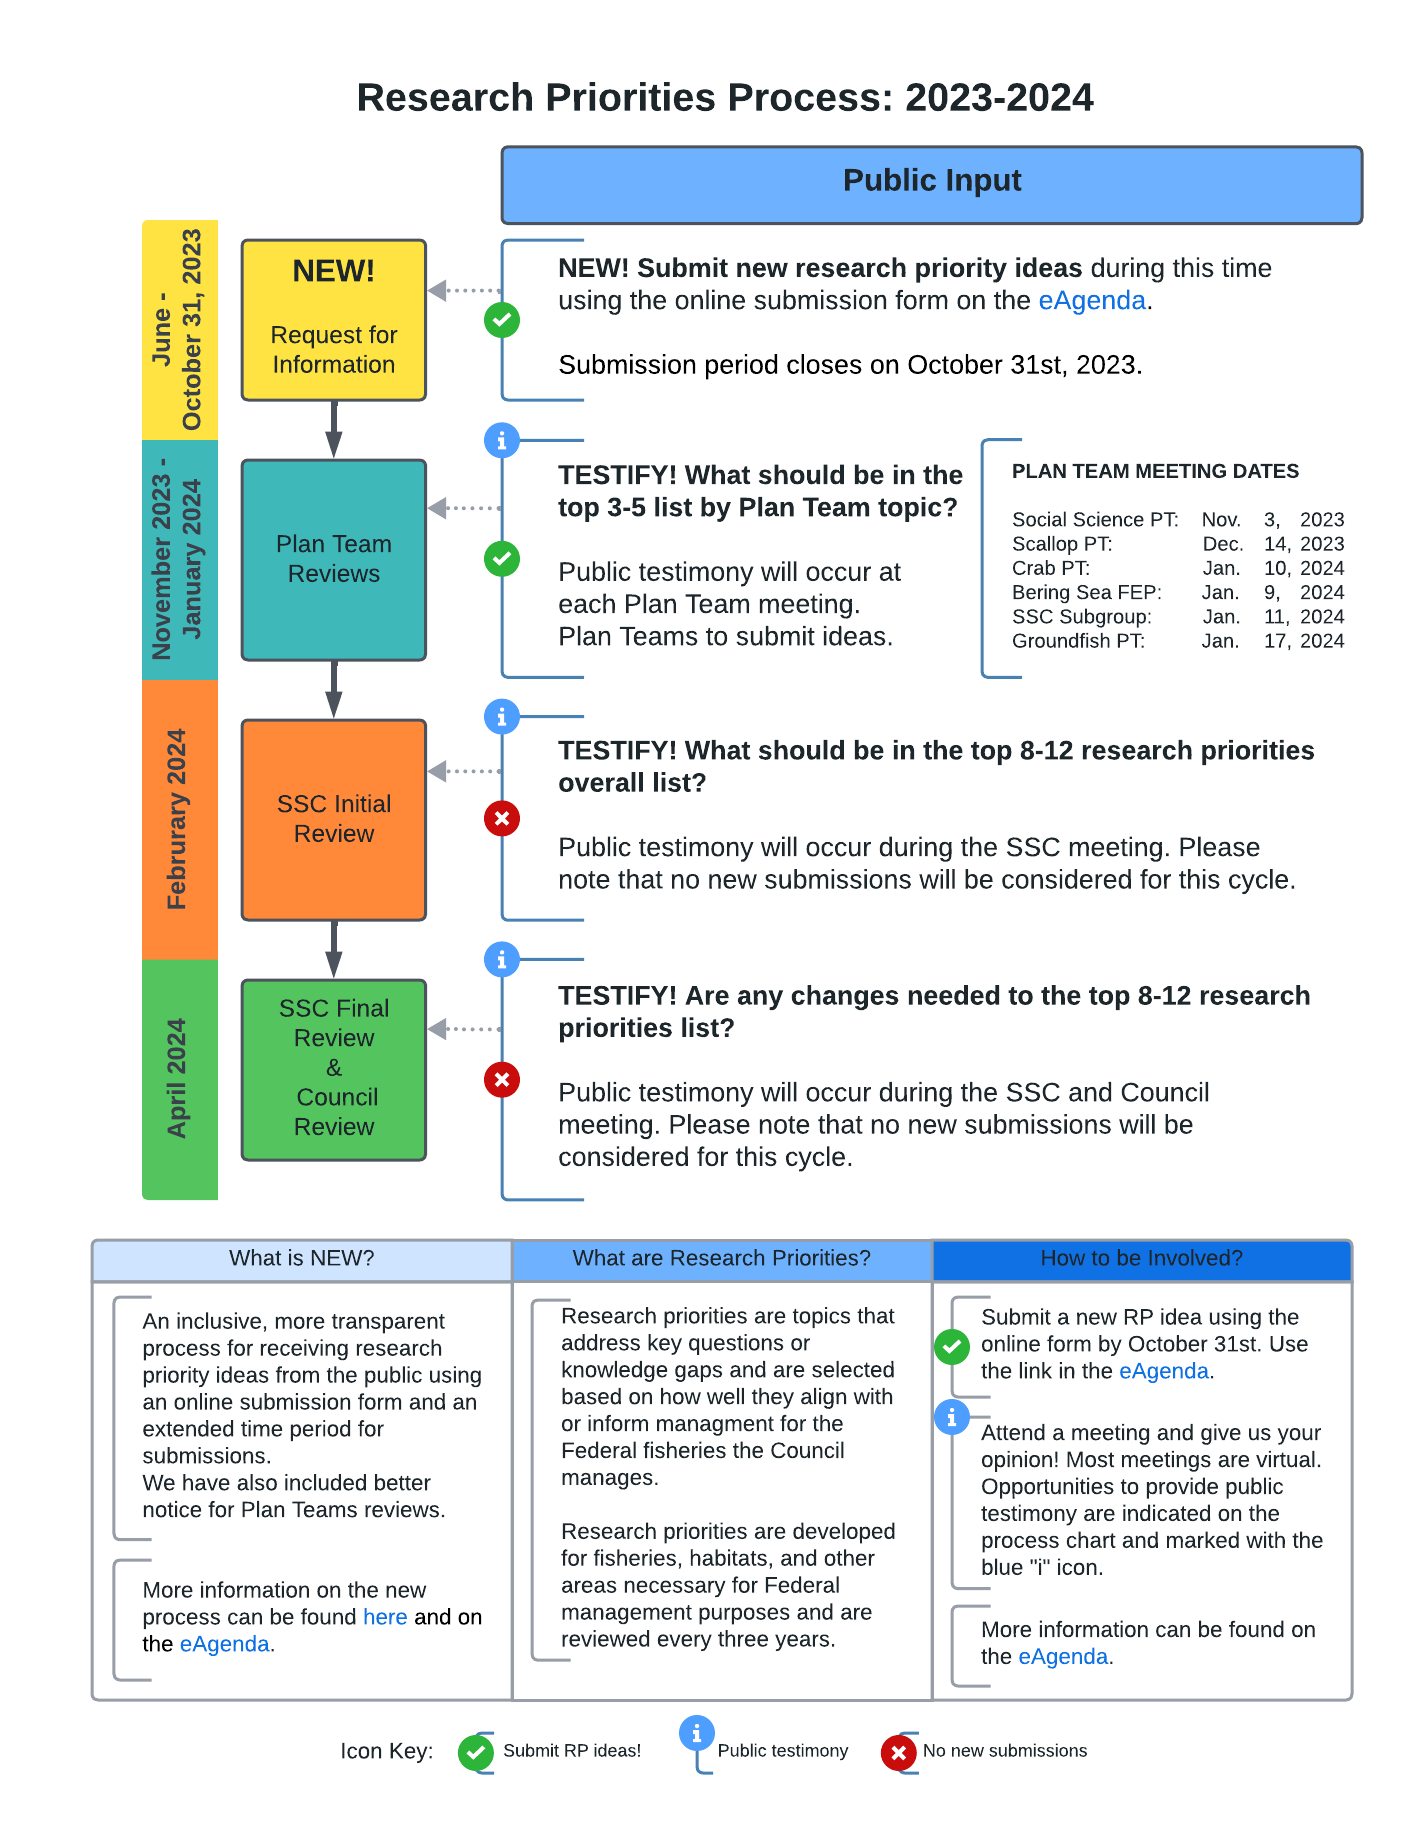 Research Priorities Process: 2023-2024
Public Input
June -
October 31, 2023
NEW!
Request for
Information
NEW! Submit new research priority ideas during this time
using the online submission form on the eAgenda.
Submission period closes on October 31st, 2023.
November 2023 -
January 2024
Plan Team
Reviews
TESTIFY! What should be in the
top 3-5 list by Plan Team topic?
Public testimony will occur at
each Plan Team meeting.
Plan Teams to submit ideas.
PLAN TEAM MEETING DATES
Social Science PT: Nov. 3, 2023
Scallop PT: Dec. 14, 2023
Crab PT: Jan. 10, 2024
Bering Sea FEP: Jan. 9, 2024
SSC Subgroup: Jan. 11, 2024
Groundfish PT: Jan. 17, 2024
Februrary 2024
SSC Initial
Review
TESTIFY! What should be in the top 8-12 research priorities
overall list?
Public testimony will occur during the SSC meeting. Please
note that no new submissions will be considered for this cycle.
April 2024
SSC Final
Review
&
Council
Review
TESTIFY! Are any changes needed to the top 8-12 research
priorities list?
Public testimony will occur during the SSC and Council
meeting. Please note that no new submissions will be
considered for this cycle.
What is NEW?
An inclusive, more transparent
process for receiving research
priority ideas from the public using
an online submission form and an
extended time period for
submissions.
We have also included better
notice for Plan Teams reviews.
More information on the new
process can be found here and on
the eAgenda.
What are Research Priorities?
Research priorities are topics that
address key questions or
knowledge gaps and are selected
based on how well they align with
or inform managment for the
Federal fisheries the Council
manages.
Research priorities are developed
for fisheries, habitats, and other
areas necessary for Federal
management purposes and are
reviewed every three years.
How to be Involved?
Submit a new RP idea using the
online form by October 31st. Use
the link in the eAgenda.
Attend a meeting and give us your
opinion! Most meetings are virtual.
Opportunities to provide public
testimony are indicated on the
process chart and marked with the
blue "i" icon.
More information can be found on
the eAgenda.
Icon Key:
Submit RP ideas!
Public testimony
No new submissions